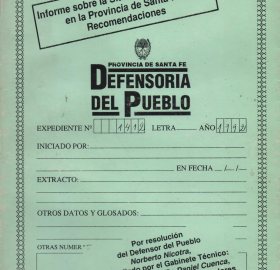 Informe sobre la
en la Provincia de Santa
Recomendaciones
PROVINCIA DE SANTA FE
DEFENSORIA
DEL PUEBLO
EXPEDIENTE Nº 1412 LETRA AÑO 1992
INICIADO POR:
EN FECHA / /
EXTRACTO:
OTROS DATOS Y GLOSADOS:
OTRAS NUMER
Por resolución
del Defensor del Pueblo
Norberto Nicotra,
por el Gabinete Técnico:
Daniel Cuenca,